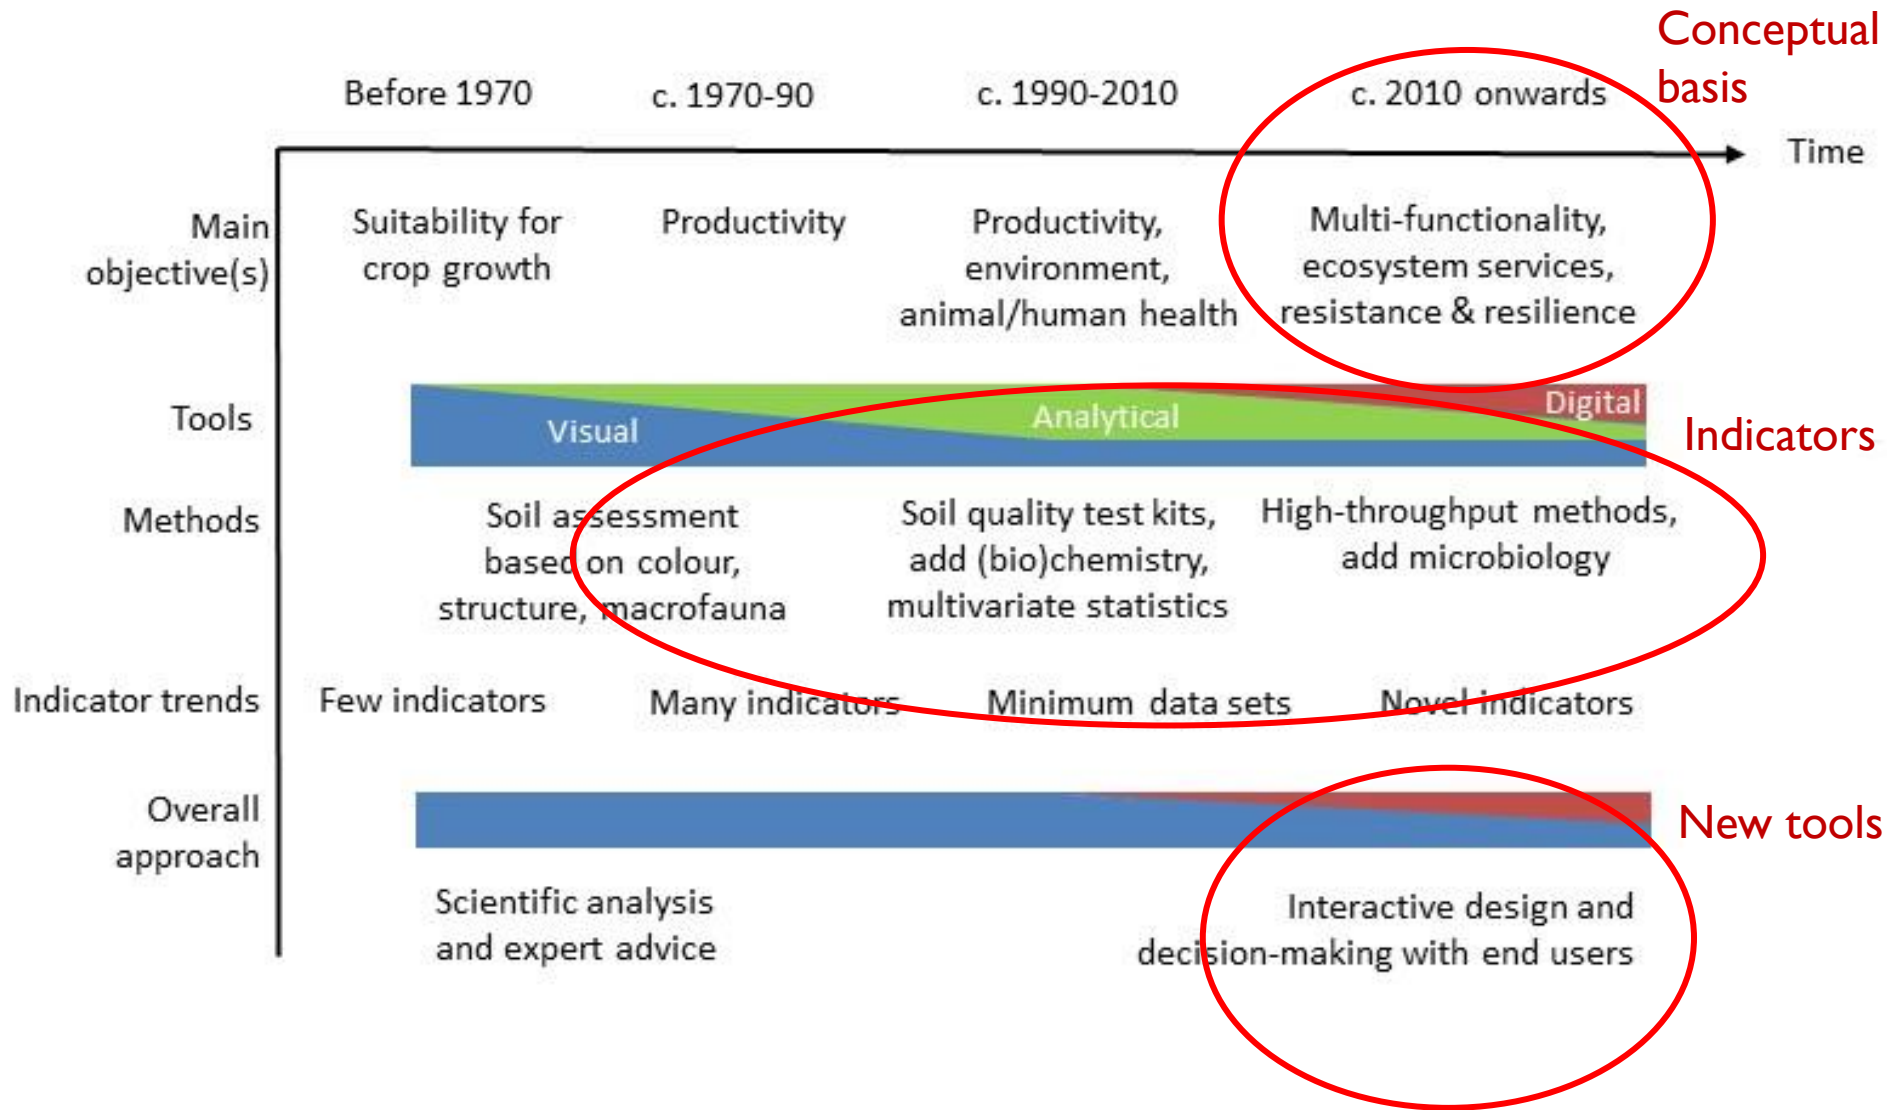 Conceptual
basis
Before 1970
c. 1970-90
c. 1990-2010
c. 2010 onwards
Time
Main
objective(s)
Suitability for
crop growth
Productivity
Productivity,
environment,
animal/human health
Multi-functionality,
ecosystem services,
resistance & resilience
Tools
Visual
Analytical
Digital
Indicators
Methods
Soil assessment
based on colour,
structure, macrofauna
Soil quality test kits,
add (bio)chemistry,
multivariate statistics
High-throughput methods,
add microbiology
Indicator trends
Few indicators
Many indicators
Minimum data sets
Novel indicators
Overall
approach
New tools
Scientific analysis
and expert advice
Interactive design and
decision-making with end users